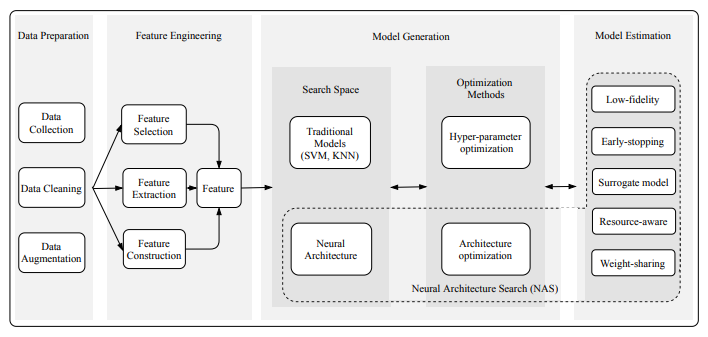 Data Preparation
Feature Engineering
Model Generation
Model Estimation
Data
Collection
Data Cleaning
Data
Augmentation
Feature
Selection
Feature
Extraction
Feature
Construction
Feature
Search Space
Traditional
Models
(SVM, KNN)
Neural
Architecture
Optimization
Methods
Hyper-parameter
optimization
Architecture
optimization
Low-fidelity
Early-stopping
Surrogate model
Resource-aware
Weight-sharing
Neural Architecture Search (NAS)